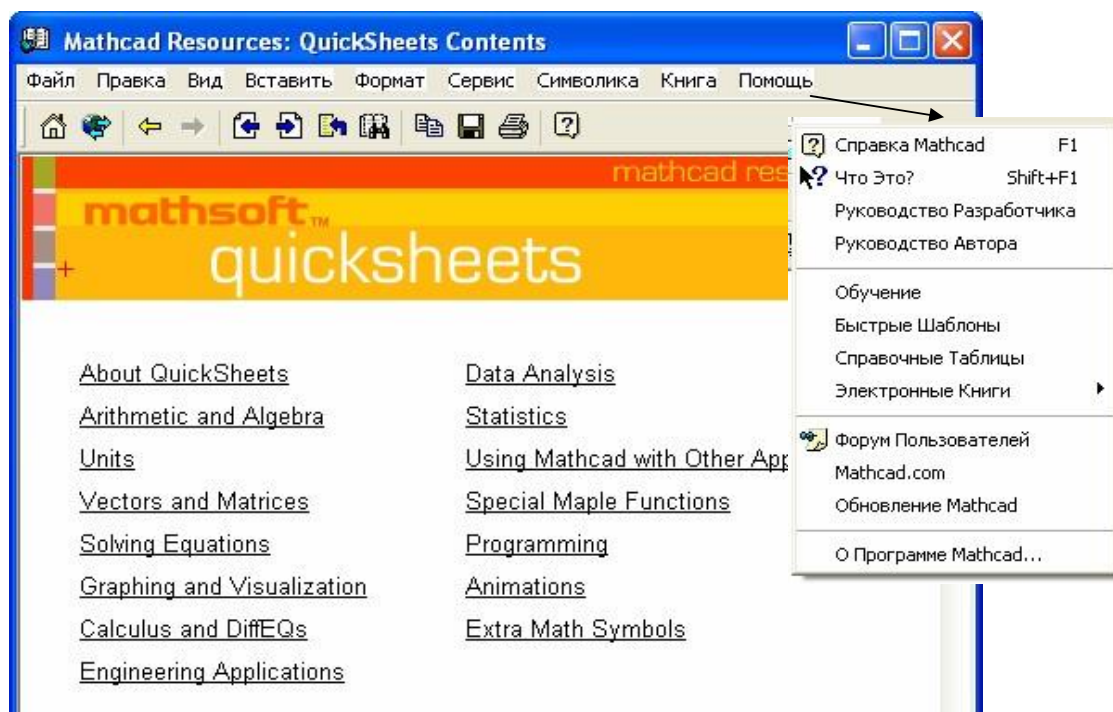 Mathcad Resources: QuickSheets Contents
Файл Правка Вид Вставить Формат Сервис Символика Книга Помощь
mathcad res
mathsoft™
quicksheets
About QuickSheets
Arithmetic and Algebra
Units
Vectors and Matrices
Solving Equations
Graphing and Visualization
Calculus and DiffEQs
Engineering Applications
Data Analysis
Statistics
Using Mathcad with Other App
Special Maple Functions
Programming
Animations
Extra Math Symbols
Справка Mathcad F1
Что Это? Shift+F1
Руководство Разработчика
Руководство Автора
Обучение
Быстрые Шаблоны
Справочные Таблицы
Электронные Книги
Форум Пользователей
Mathcad.com
Обновление Mathcad
О Программе Mathcad...